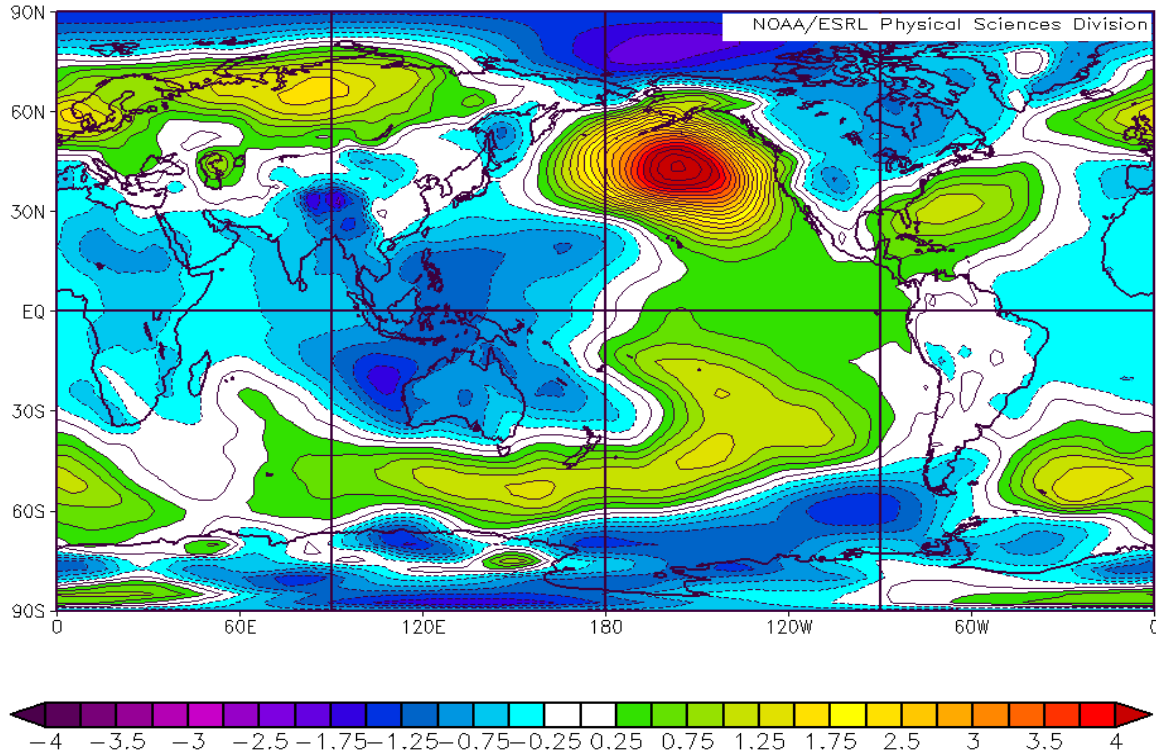 90N
NOAA/ESRL Physical Sciences Division
60N
30N
EQ
30S
60S
90S
0 60E 120E 180 120W 60W 0
−4 −3.5 −3 −2.5 −1.75 −1.25 −0.75 −0.25 0.25 0.75 1.25 1.75 2.5 3 3.5 4